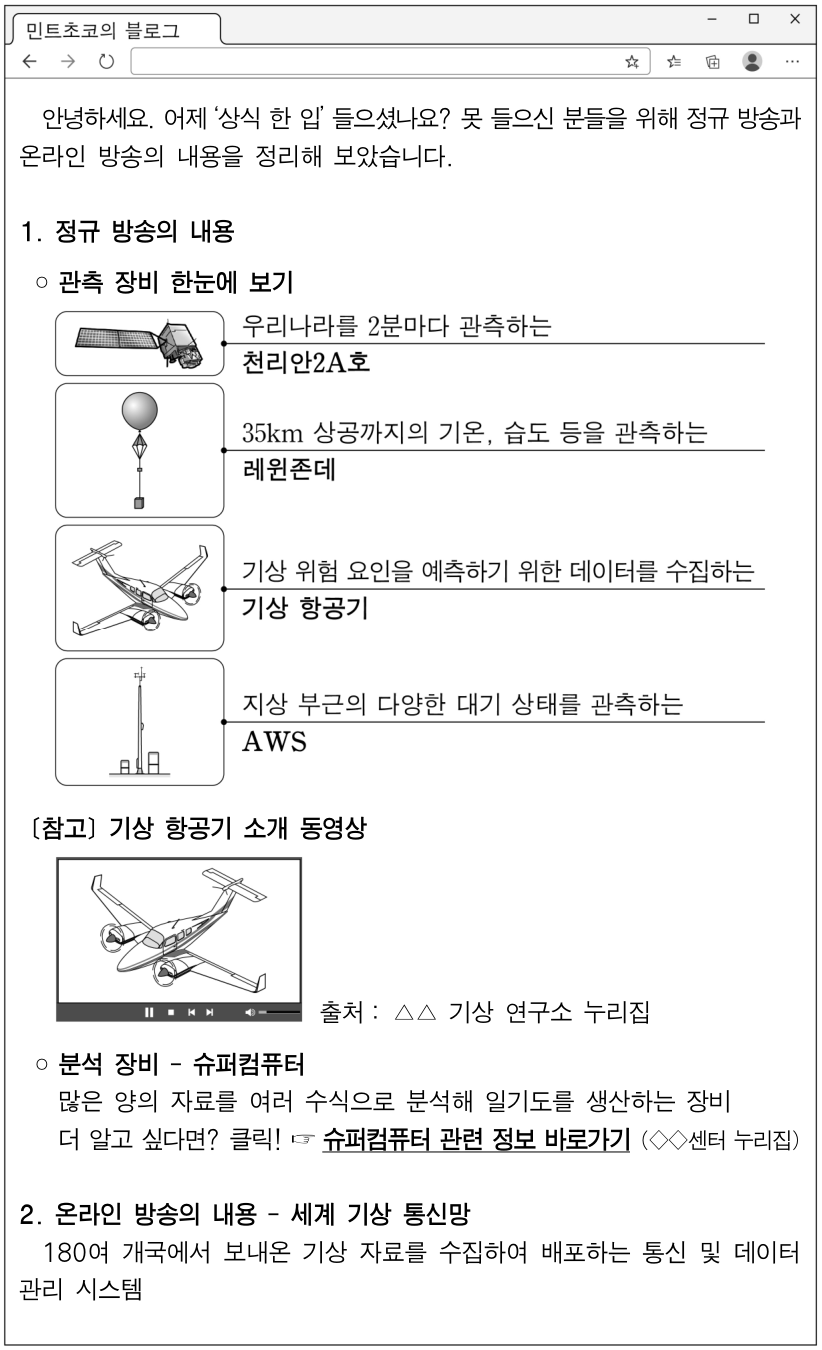 민트초코의 블로그
안녕하세요. 어제 ‘상식 한 입’ 들으셨나요? 못 들으신 분들을 위해 정규 방송과
온라인 방송의 내용을 정리해 보았습니다.
1. 정규 방송의 내용
○ 관측 장비 한눈에 보기
우리나라를 2분마다 관측하는
천리안2A호
35km 상공까지의 기온, 습도 등을 관측하는
레윈존데
기상 위험 요인을 예측하기 위한 데이터를 수집하는
기상 항공기
지상 부근의 다양한 대기 상태를 관측하는
AWS
〔참고〕 기상 항공기 소개 동영상
출처 : △△ 기상 연구소 누리집
○ 분석 장비 - 슈퍼컴퓨터
많은 양의 자료를 여러 수식으로 분석해 일기도를 생산하는 장비
더 알고 싶다면? 클릭! ☞ 슈퍼컴퓨터 관련 정보 바로가기 (◇◇센터 누리집)
2. 온라인 방송의 내용 - 세계 기상 통신망
180여 개국에서 보내온 기상 자료를 수집하여 배포하는 통신 및 데이터
관리 시스템